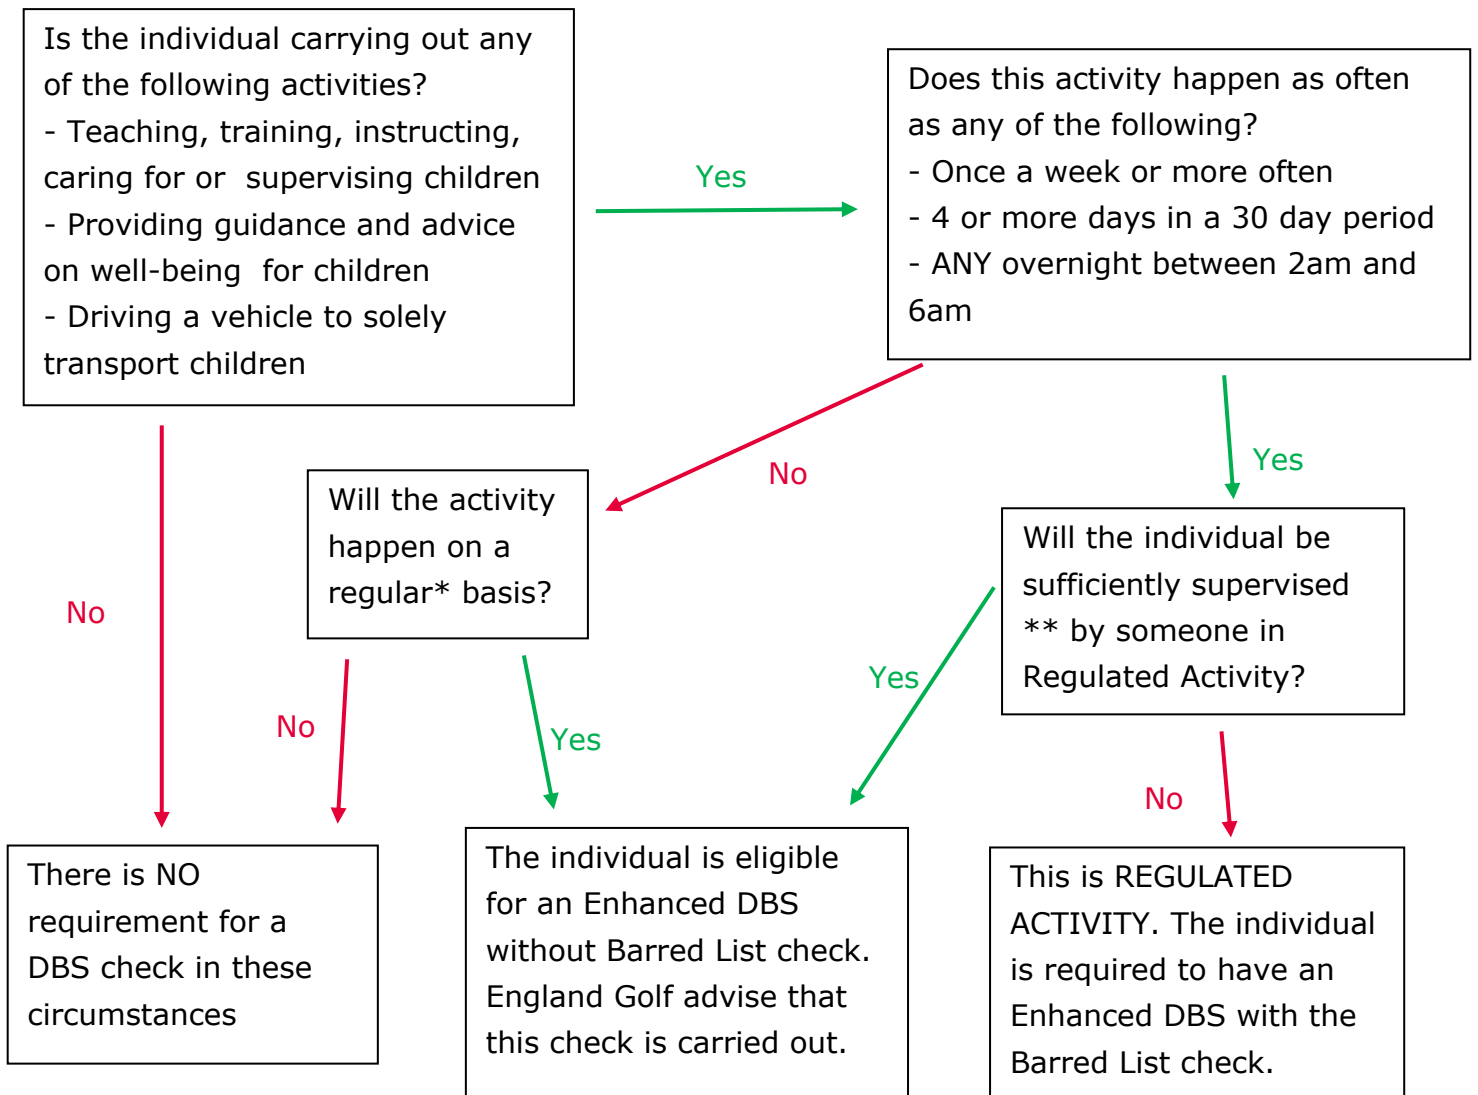 Is the individual carrying out any
of the following activities?
- Teaching, training, instructing,
caring for or  supervising children
- Providing guidance and advice
on well-being  for children
- Driving a vehicle to solely
transport children
Yes
Does this activity happen as often
as any of the following?
- Once a week or more often
- 4 or more days in a 30 day period
- ANY overnight between 2am and
6am
No
Yes
Will the activity
happen on a
regular* basis?
Will the individual be
sufficiently supervised
** by someone in
Regulated Activity?
No
No
Yes
Yes
No
There is NO
requirement for a
DBS check in these
circumstances
The individual is eligible
for an Enhanced DBS
without Barred List check.
England Golf advise that
this check is carried out.
This is REGULATED
ACTIVITY. The individual
is required to have an
Enhanced DBS with the
Barred List check.